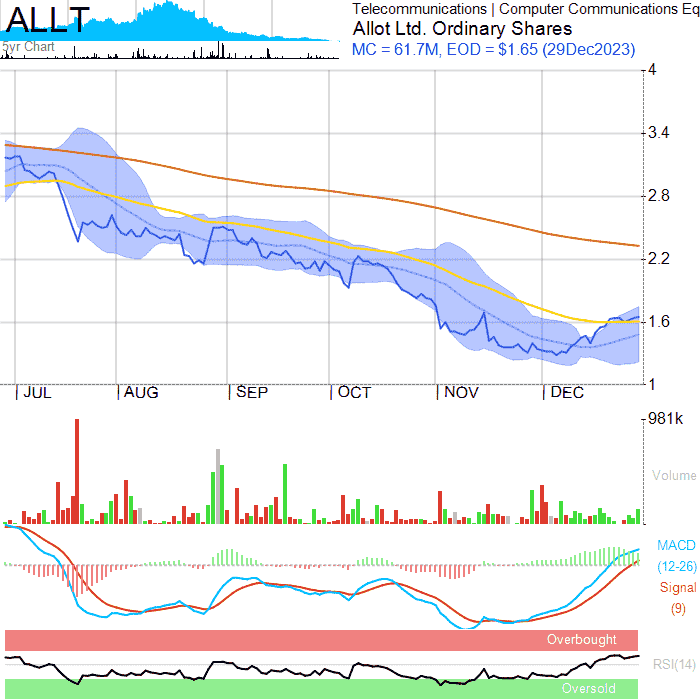 ALLT
5yr Chart
Telecommunications | Computer Communications Eq
Allot Ltd. Ordinary Shares
MC = 61.7M, EOD = $1.65 (29Dec2023)
4
3.4
2.8
2.2
1.6
1
JUL AUG SEP OCT NOV DEC
981k
Volume
MACD
(12-26)
Signal
(9)
Overbought
RSI(14)
Oversold